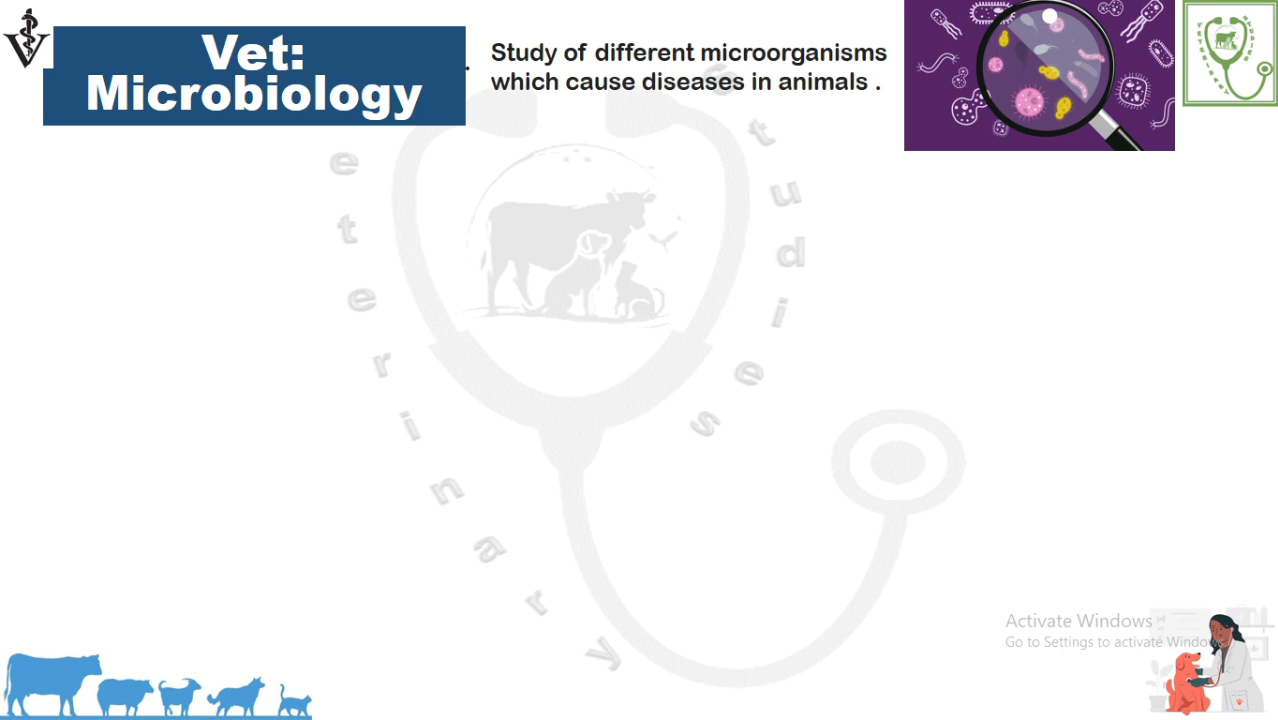 Vet:
Microbiology
.
Study of different microorganisms
which cause diseases in animals .
Veterinary
Studies
Activate Windows
Go to Settings to activate Windows